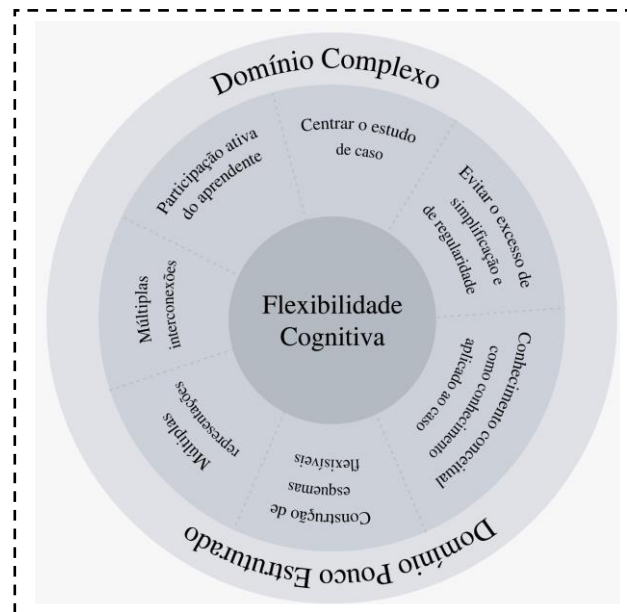 Domínio Complexo
Centrar o estudo
de caso
Evitar o excesso de
simplificação e
de regularidade
Conhecimento conceitual
como conhecimento
aplicado ao caso
Construção de
esquemas
flexisíveis
Múltiplas
representações
Múltiplas
interconexões
Participação ativa
do aprendente
Flexibilidade
Cognitiva
Domínio Pouco Estruturado